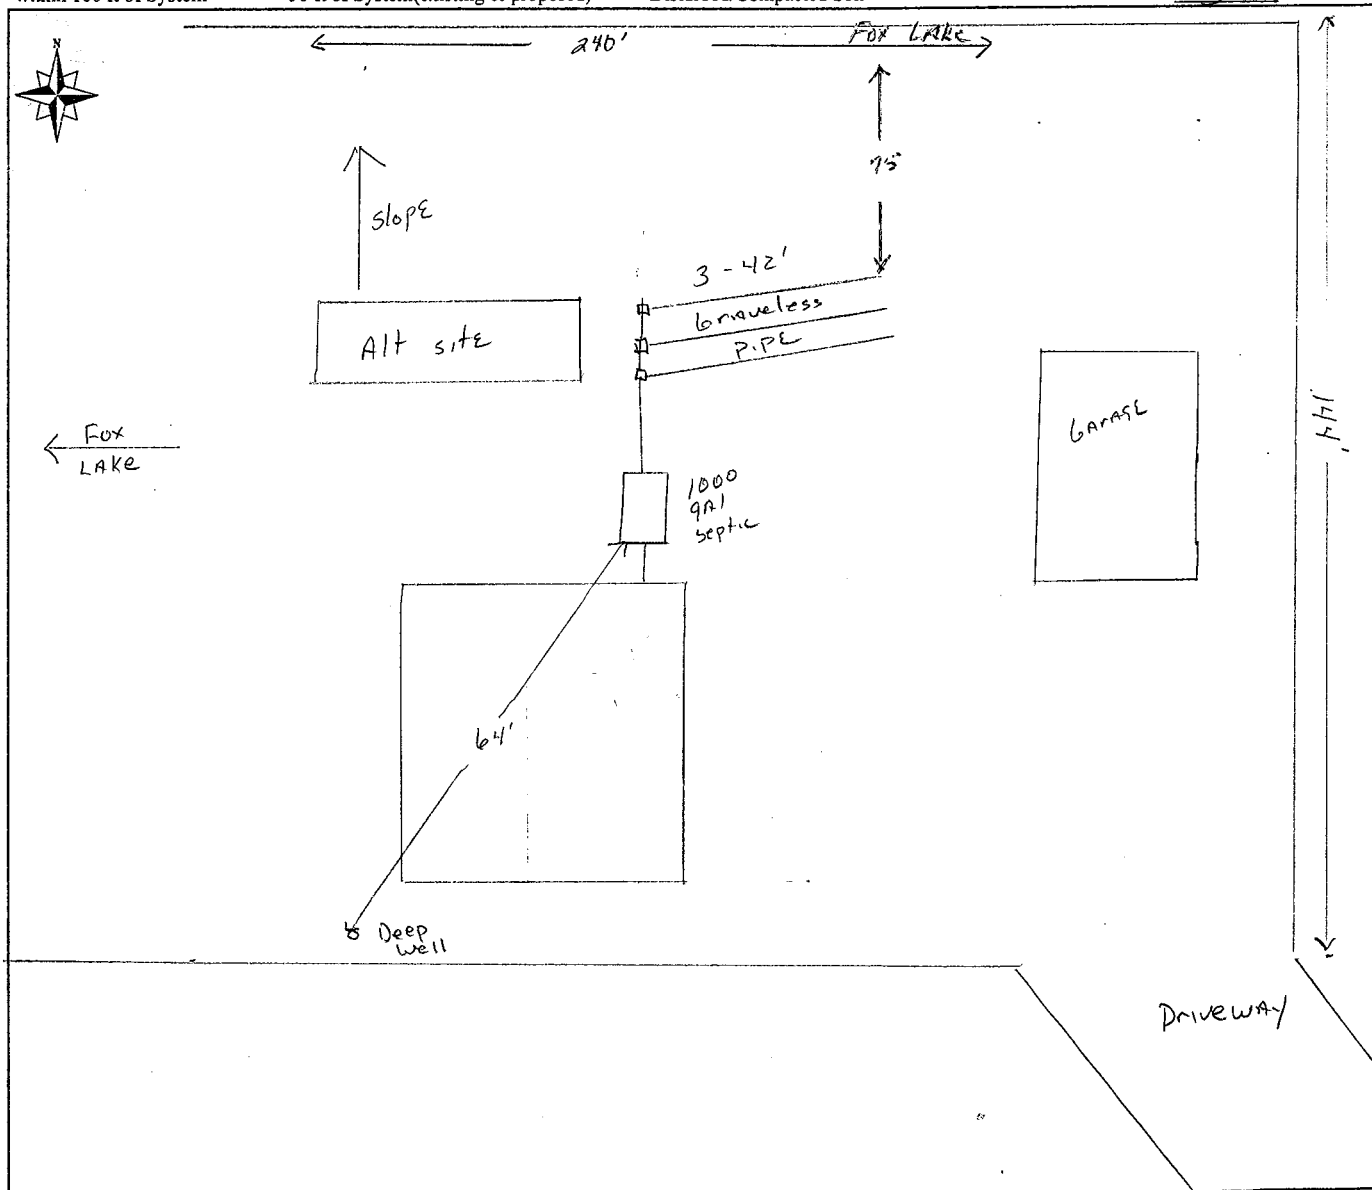 N
240'
Fox LAKE
75'
slope
3-42'
Graveless
PiPE
Alt site
GArAgE
144'
Fox
LAKe
1000
gAl
septic
64'
Deep
well
DrivewAy